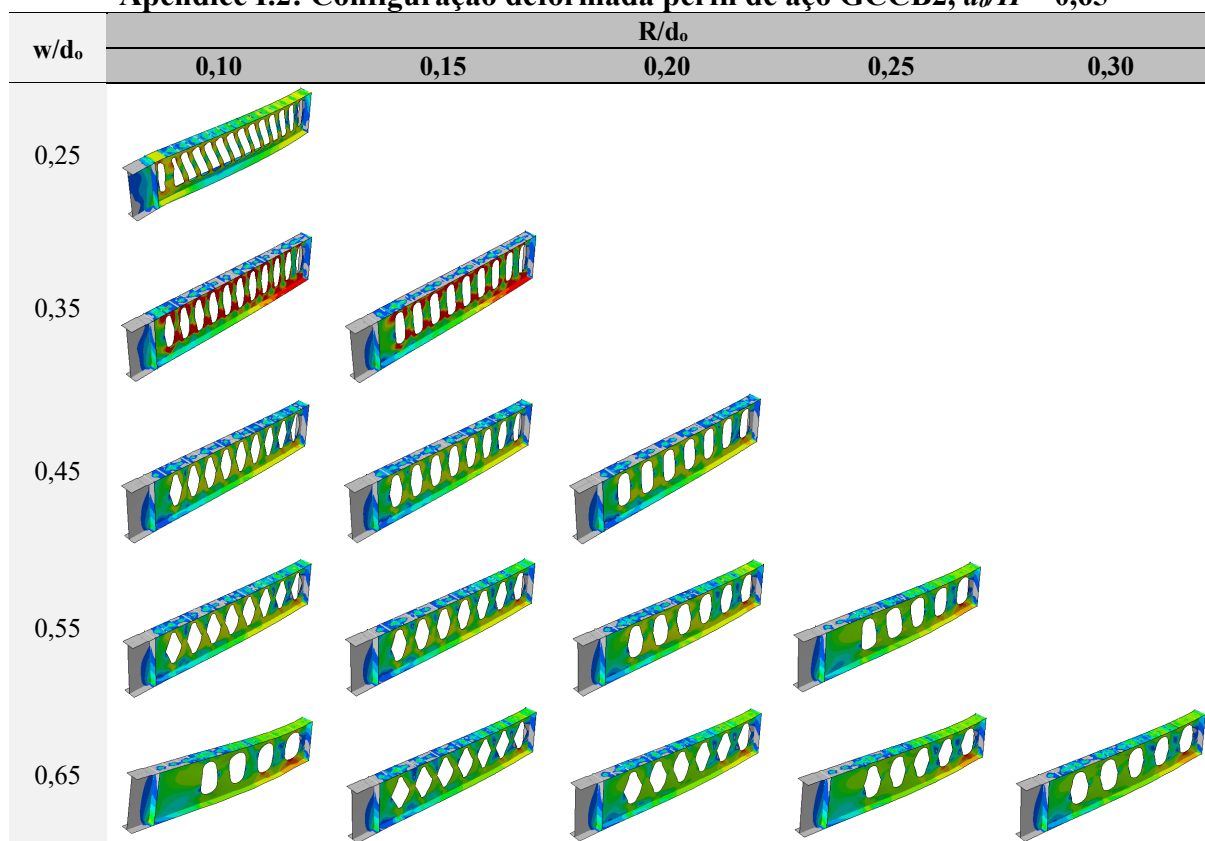 Apêndice I.2: Configuração deformada perfil de aço GCCB2, do/H = 0,65
w/do
R/do
0,10 0,15 0,20 0,25 0,30
0,25
0,35
0,45
0,55
0,65